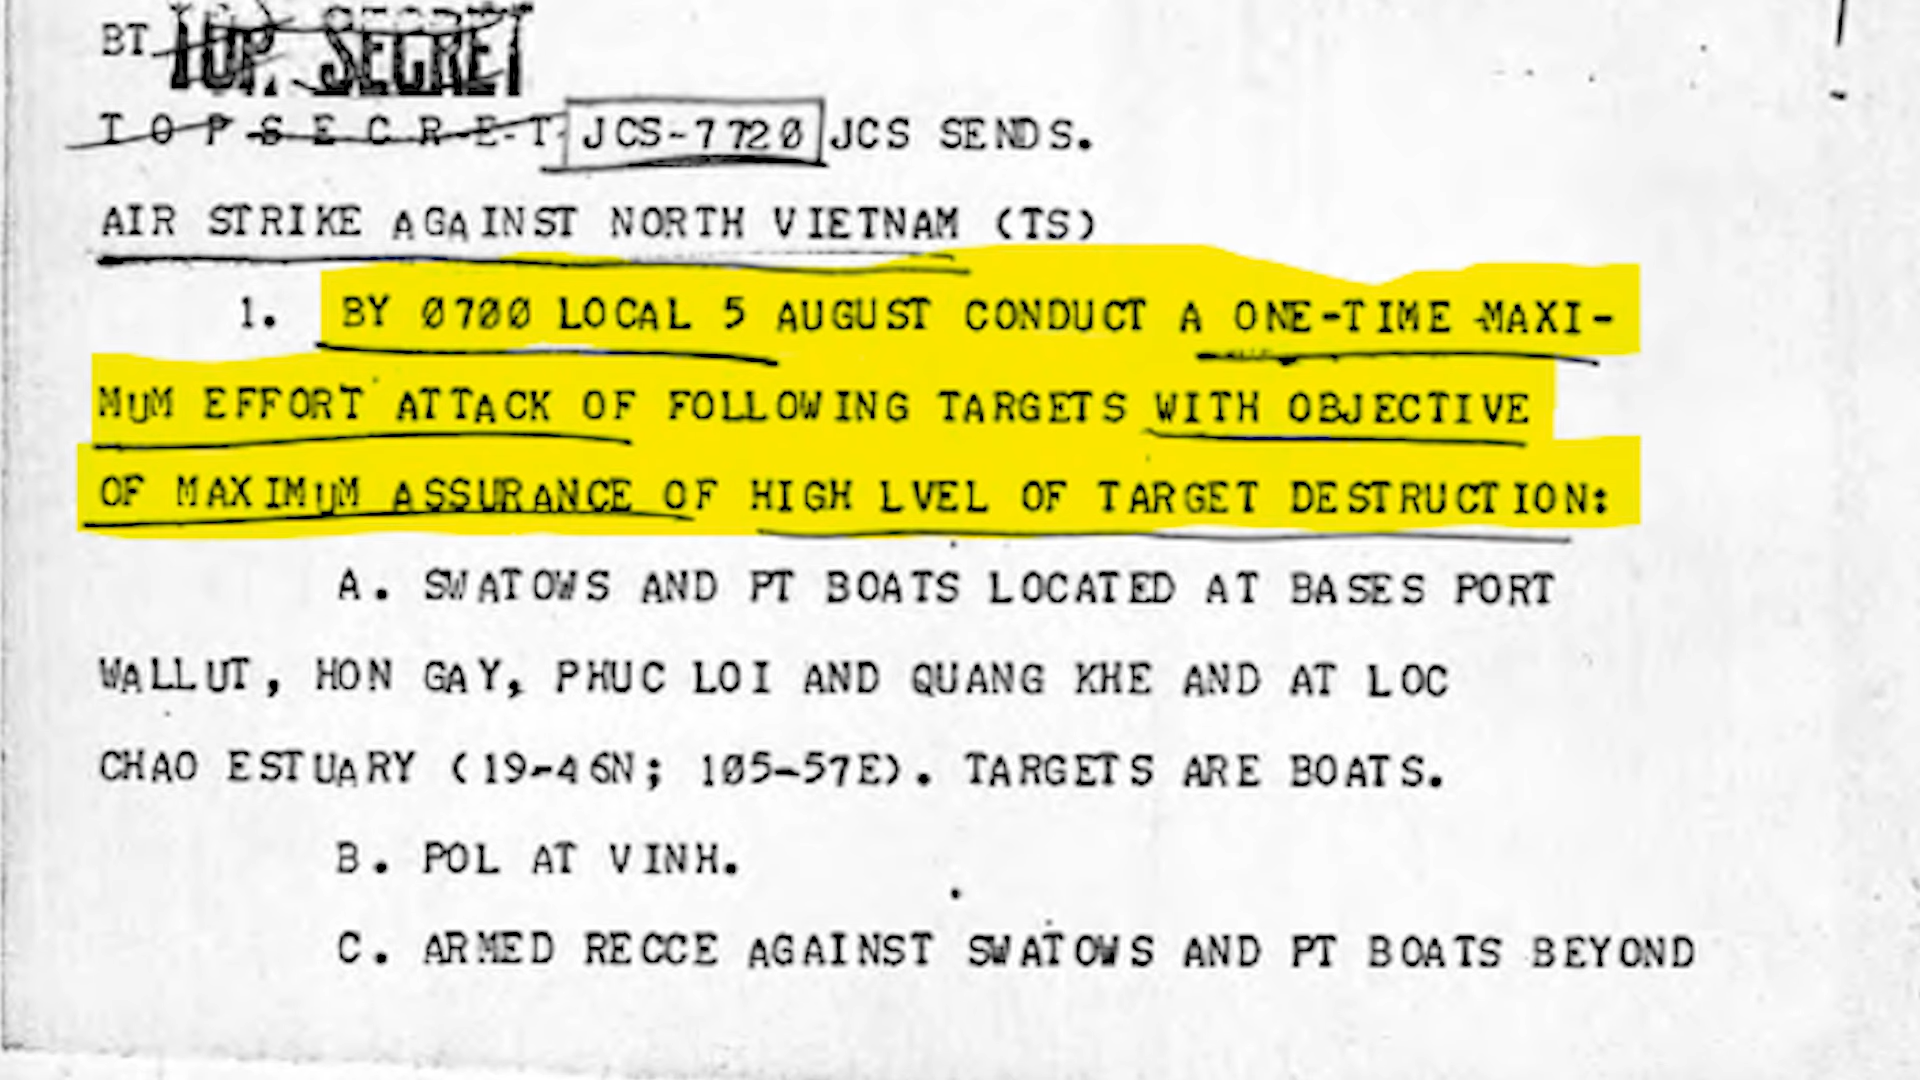 BT TOP SECRET
T O P S E C R E T JCS-7720 JCS SENDS.
AIR STRIKE AGAINST NORTH VIETNAM (TS)
1. BY 0700 LOCAL 5 AUGUST CONDUCT A ONE-TIME MAXI-
MUM EFFORT ATTACK OF FOLLOWING TARGETS WITH OBJECTIVE
OF MAXIMUM ASSURANCE OF HIGH LVEL OF TARGET DESTRUCTION:
A. SWATOWS AND PT BOATS LOCATED AT BASES PORT
WALLUT, HON GAY, PHUC LOI AND QUANG KHE AND AT LOC
CHAO ESTUARY (19-46N; 105-57E). TARGETS ARE BOATS.
B. POL AT VINH.
C. ARMED RECCE AGAINST SWATOWS AND PT BOATS BEYOND